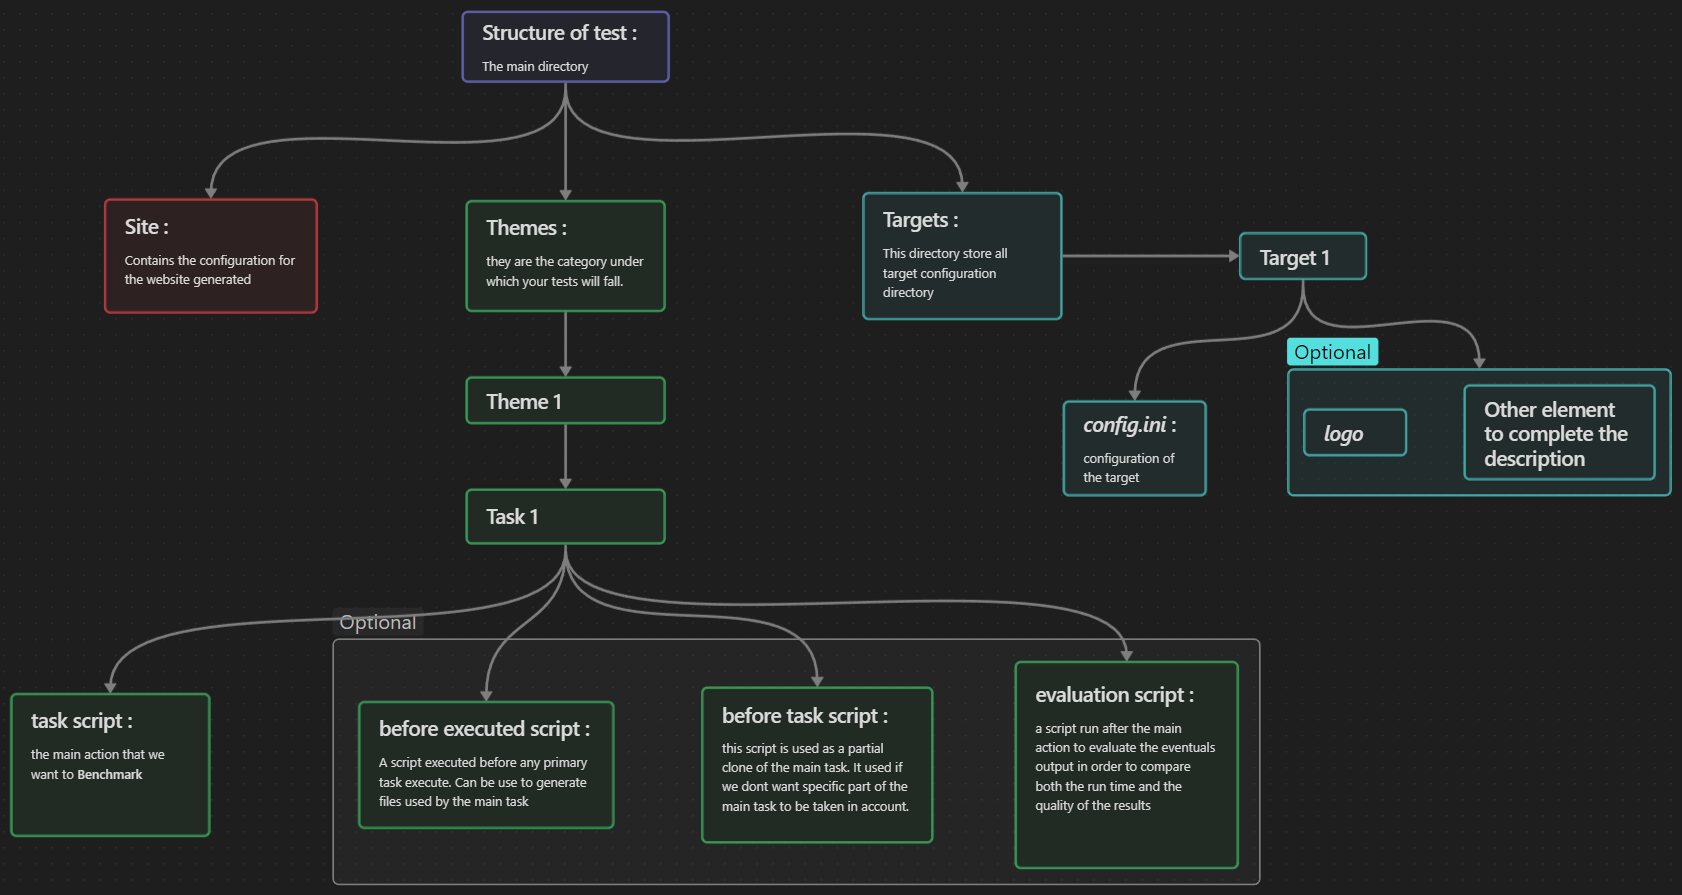 Structure of test :
The main directory
Site :
Contains the configuration for
the website generated
Themes :
they are the category under
which your tests will fall.
Targets :
This directory store all
target configuration
directory
Target 1
Optional
config.ini :
configuration of
the target
logo
Other element
to complete the
description
Theme 1
Task 1
Optional
task script :
the main action that we
want to Benchmark
before executed script :
A script executed before any primary
task execute. Can be use to generate
files used by the main task
before task script :
this script is used as a partial
clone of the main task. It used if
we dont want specific part of the
main task to be taken in account.
evaluation script :
a script run after the main
action to evaluate the eventuals
output in order to compare
both the run time and the
quality of the results